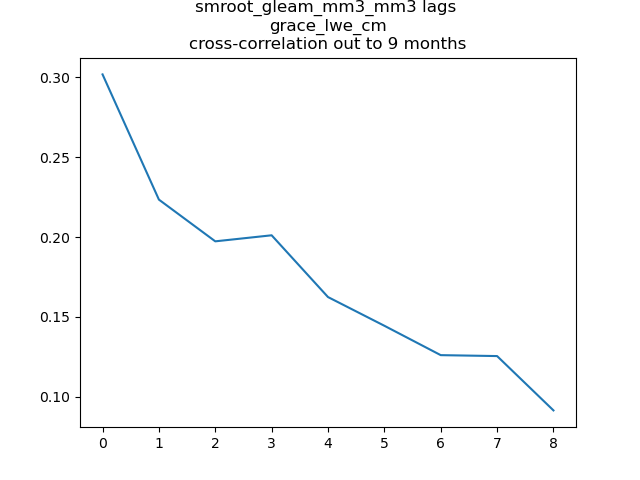 smroot_gleam_mm3_mm3 lags
grace_lwe_cm
cross-correlation out to 9 months
0.30
0.25
0.20
0.15
0.10
0 1 2 3 4 5 6 7 8